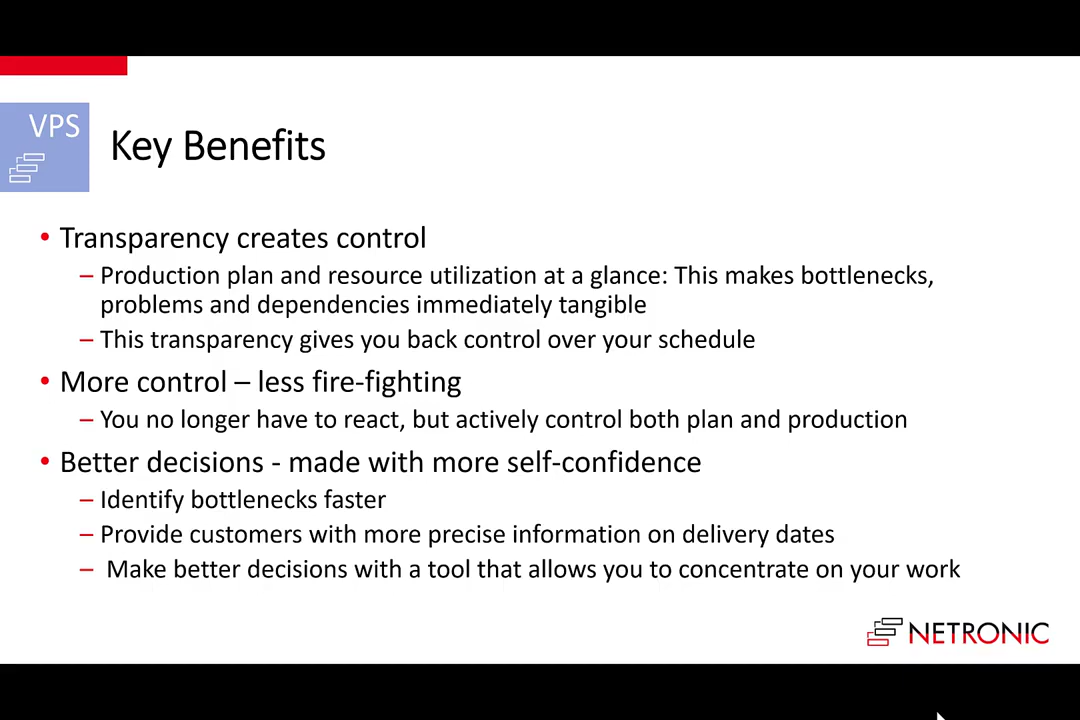 VPS
Key Benefits
• Transparency creates control
– Production plan and resource utilization at a glance: This makes bottlenecks,
problems and dependencies immediately tangible
– This transparency gives you back control over your schedule
• More control – less fire-fighting
– You no longer have to react, but actively control both plan and production
• Better decisions - made with more self-confidence
– Identify bottlenecks faster
– Provide customers with more precise information on delivery dates
– Make better decisions with a tool that allows you to concentrate on your work
NETRONIC